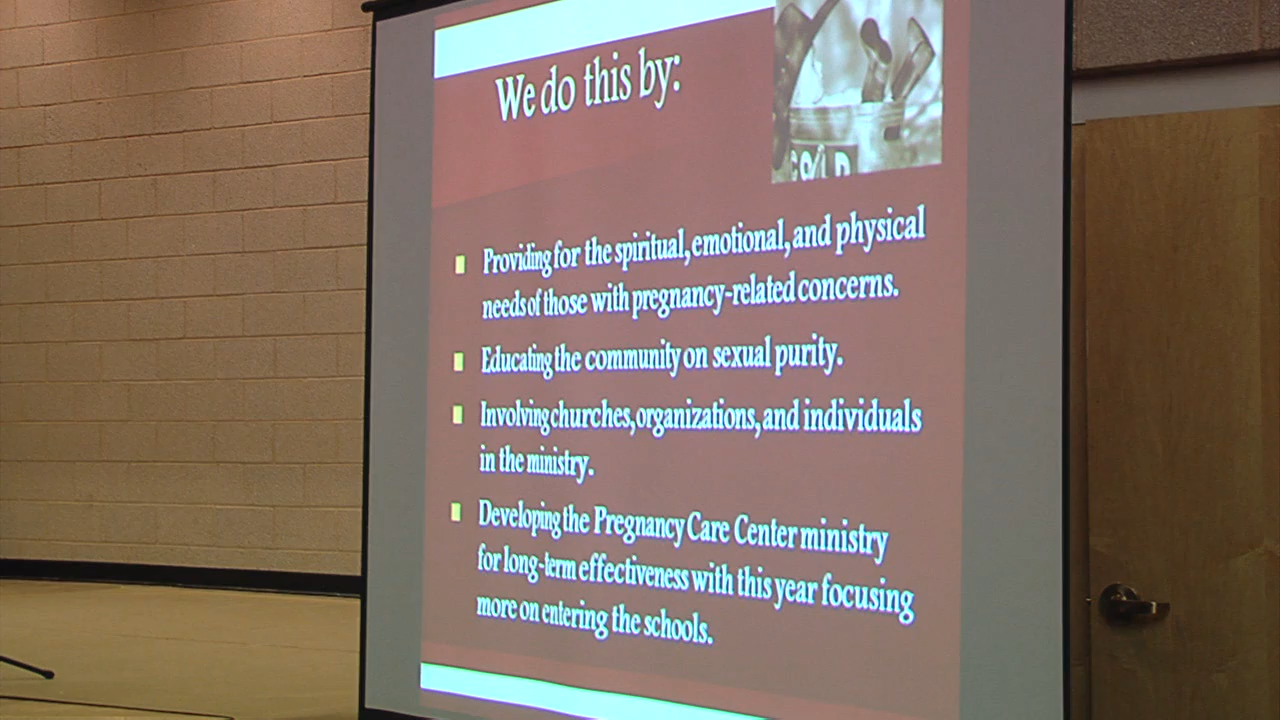 We do this by:
Providing for the spiritual, emotional, and physical
needs of those with pregnancy-related concerns.
Educating the community on sexual purity.
Involving churches, organizations, and individuals
in the ministry.
Developing the Pregnancy Care Center ministry
for long-term effectiveness with this year focusing
more on entering the schools.